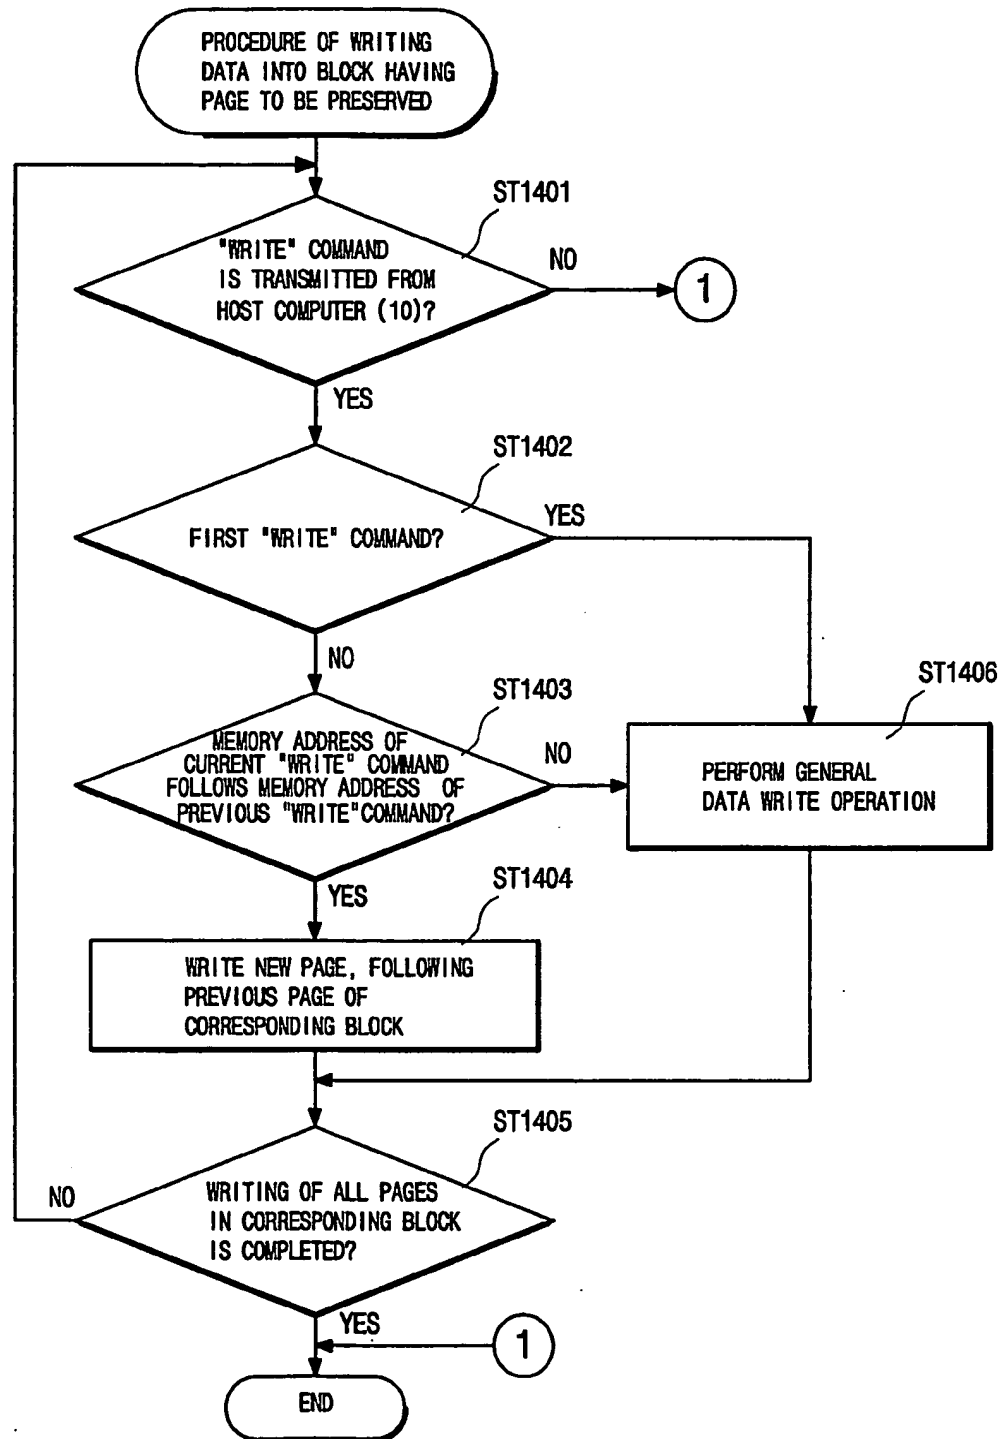 PROCEDURE OF WRITING
DATA INTO BLOCK HAVING
PAGE TO BE PRESERVED
ST1401
"WRITE" COMMAND
IS TRANSMITTED FROM
HOST COMPUTER (10)?
NO
1
YES
ST1402
FIRST "WRITE" COMMAND?
YES
NO
ST1403
MEMORY ADDRESS OF
CURRENT "WRITE" COMMAND
FOLLOWS MEMORY ADDRESS OF
PREVIOUS "WRITE"COMMAND?
NO
ST1406
PERFORM GENERAL
DATA WRITE OPERATION
YES
ST1404
WRITE NEW PAGE, FOLLOWING
PREVIOUS PAGE OF
CORRESPONDING BLOCK
ST1405
NO
WRITING OF ALL PAGES
IN CORRESPONDING BLOCK
IS COMPLETED?
YES
1
END